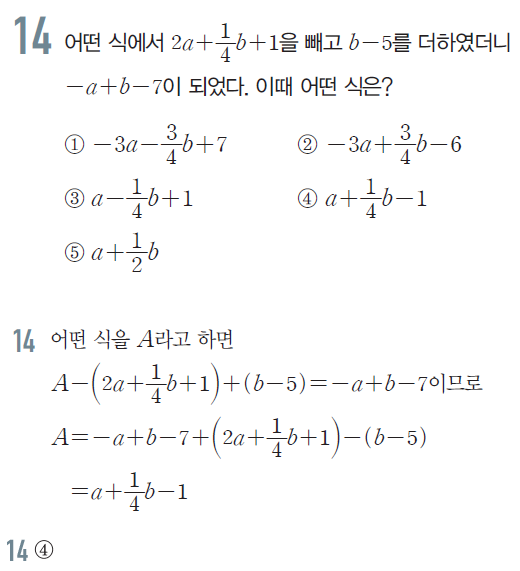 14 어떤 식에서 2a+1/4b+1을 빼고 b-5를 더하였더니
-a+b-7이 되었다. 이때 어떤 식은?
① -3a-3/4b+7 ② -3a+3/4b-6
③ a-1/4b+1 ④ a+1/4b-1
⑤ a+1/2b
14 어떤 식을 A라고 하면
A-(2a+1/4b+1)+(b-5)=-a+b-7이므로
A=-a+b-7+(2a+1/4b+1)-(b-5)
=a+1/4b-1
14 ④